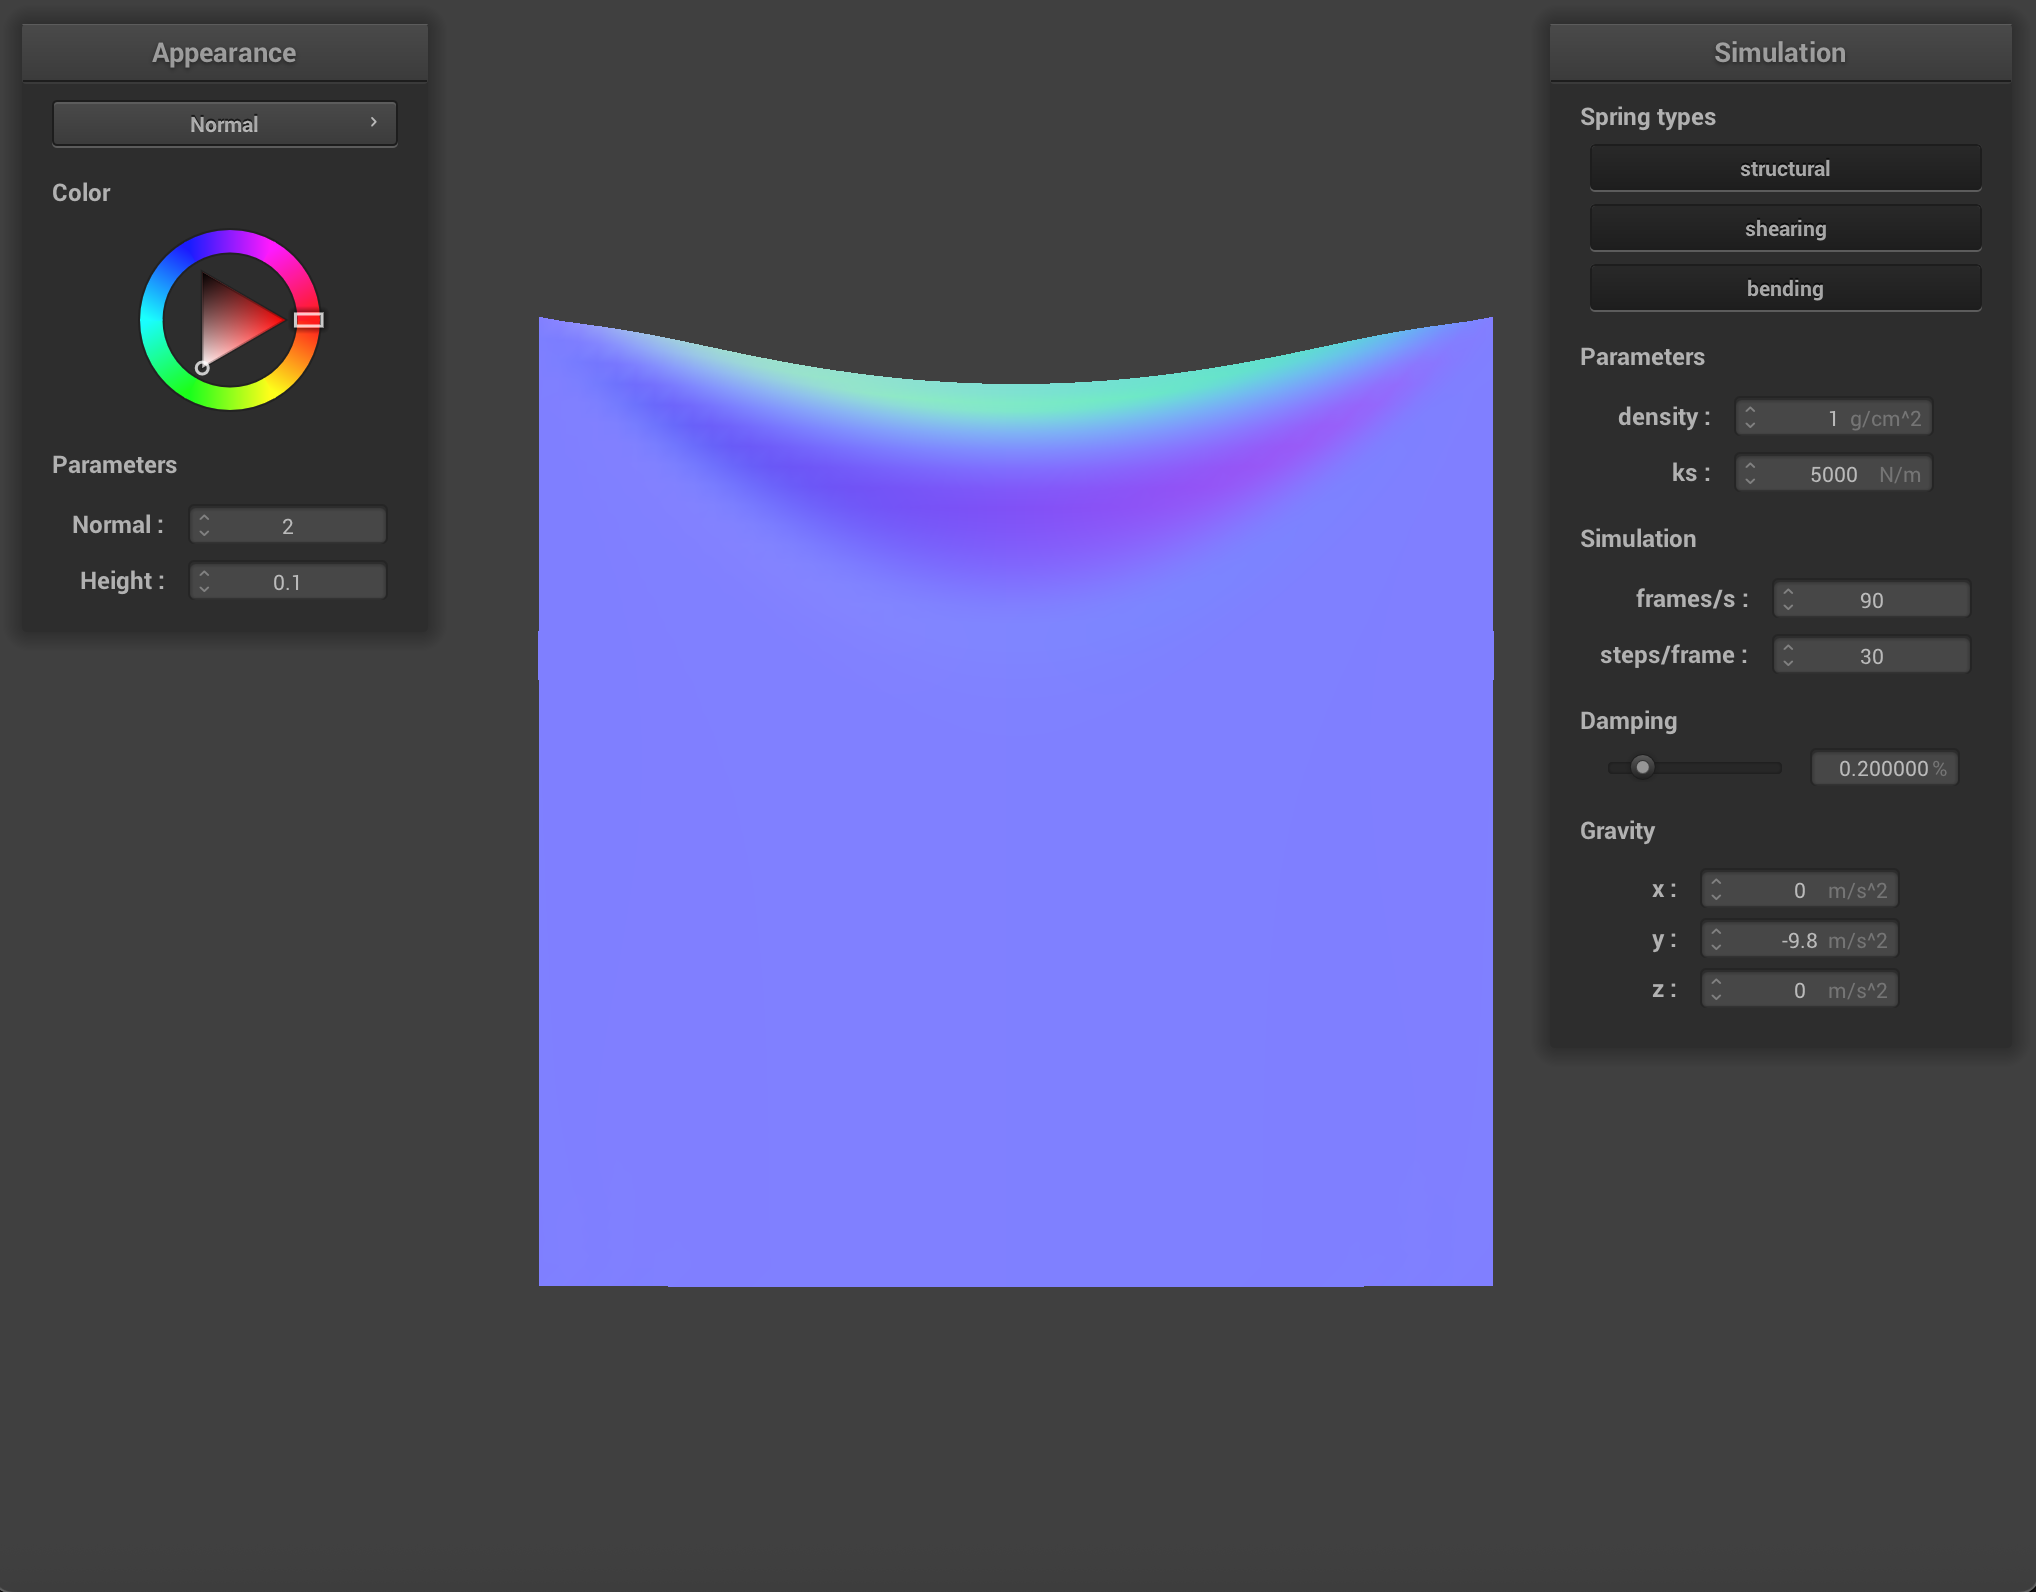 Appearance
Normal
Color
Parameters
Normal : 2
Height : 0.1
Simulation
Spring types
structural
shearing
bending
Parameters
density : 1 g/cm^2
ks : 5000 N/m
Simulation
frames/s : 90
steps/frame : 30
Damping
0.200000 %
Gravity
x : 0 m/s^2
y : -9.8 m/s^2
z : 0 m/s^2